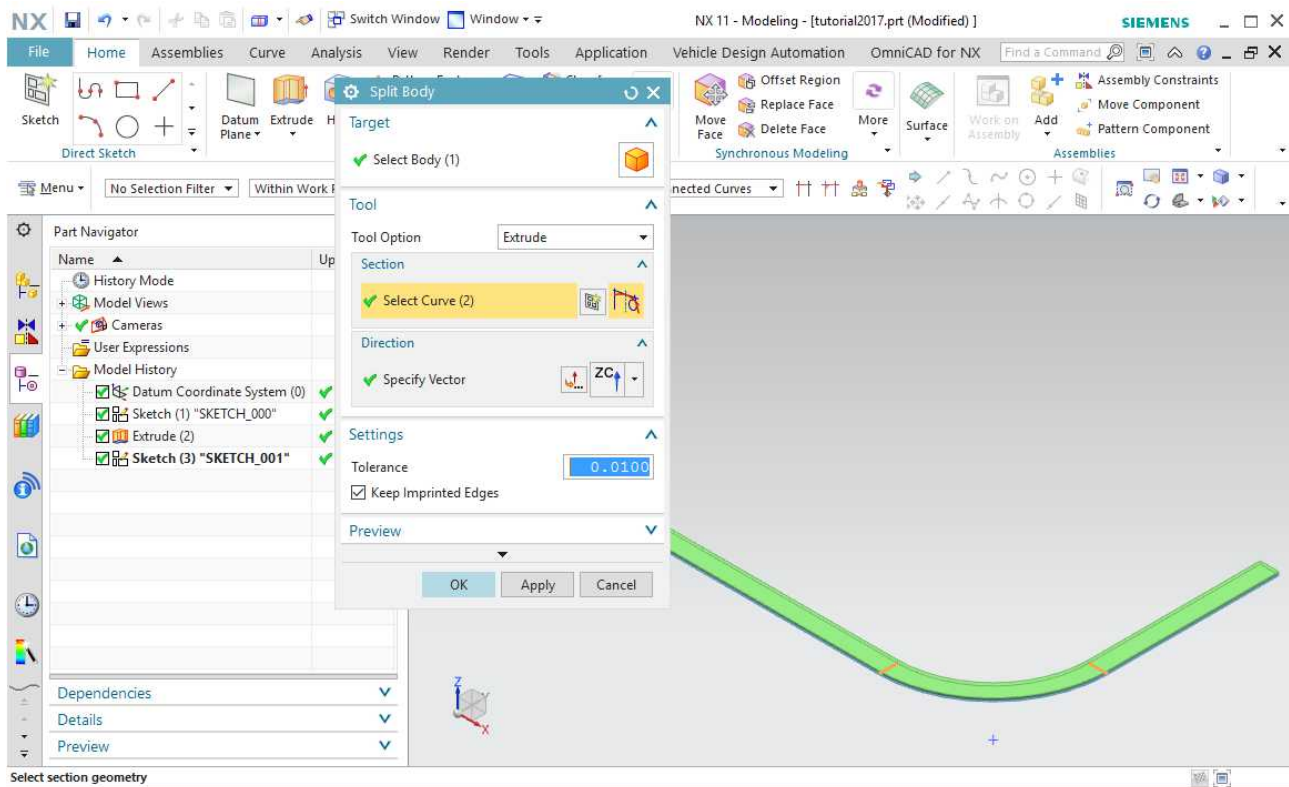 NX Switch Window Window NX 11 - Modeling - [tutorial2017.prt (Modified) ] SIEMENS
File Home Assemblies Curve Analysis View Render Tools Application Vehicle Design Automation OmniCAD for NX Find a Command
Sketch
Direct Sketch
Datum Plane
Extrude
H
Move Face
Offset Region
Replace Face
Delete Face
Synchronous Modeling
More
Surface
Work on Assembly
Add
Assembly Constraints
Move Component
Pattern Component
Assemblies
Menu No Selection Filter Within Work nected Curves
Part Navigator
Name Up
History Mode
Model Views
Cameras
User Expressions
Model History
Datum Coordinate System (0)
Sketch (1) "SKETCH_000"
Extrude (2)
Sketch (3) "SKETCH_001"
Dependencies
Details
Preview
Split Body
Target
Select Body (1)
Tool
Tool Option Extrude
Section
Select Curve (2)
Direction
Specify Vector ZC
Settings
Tolerance 0.0100
Keep Imprinted Edges
Preview
OK Apply Cancel
Z
Y
X
Select section geometry